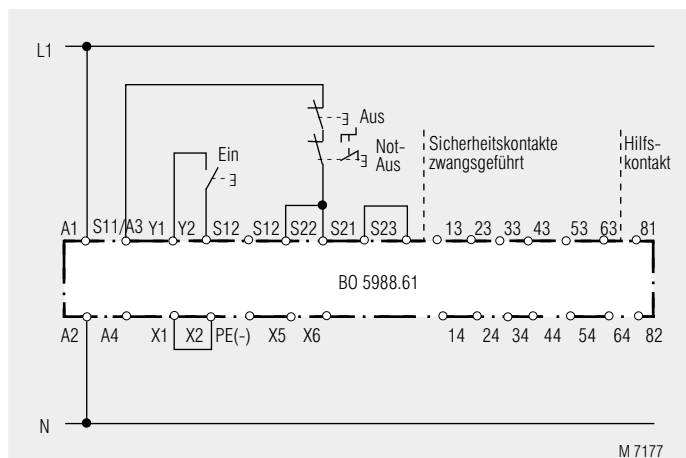 L1
Aus
Not-
Aus
Ein
Sicherheitskontakte
zwangsgeführt
Hilfs-
kontakt
A1 S11/A3 Y1 Y2 S12 S12 S22 S21 S23 13 23 33 43 53 63 81
BO 5988.61
A2 A4 X1 X2 PE(-) X5 X6 14 24 34 44 54 64 82
N
M 7177